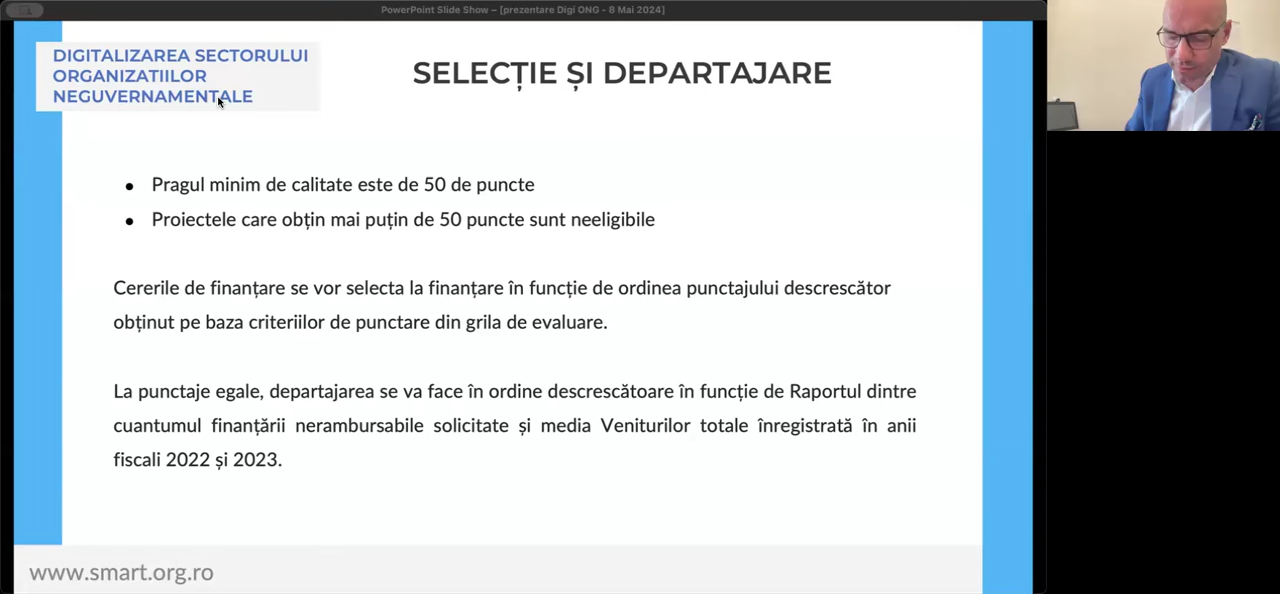 PowerPoint Slide Show – [prezentare Digi ONG - 8 Mai 2024]
DIGITALIZAREA SECTORULUI
ORGANIZATIILOR
NEGUVERNAMENTALE
SELECȚIE ȘI DEPARTAJARE
● Pragul minim de calitate este de 50 de puncte
● Proiectele care obțin mai puțin de 50 puncte sunt neeligibile
Cererile de finanțare se vor selecta la finanțare în funcție de ordinea punctajului descrescător
obținut pe baza criteriilor de punctare din grila de evaluare.
La punctaje egale, departajarea se va face în ordine descrescătoare în funcție de Raportul dintre
cuantumul finanțării nerambursabile solicitate și media Veniturilor totale înregistrată în anii
fiscali 2022 și 2023.
www.smart.org.ro